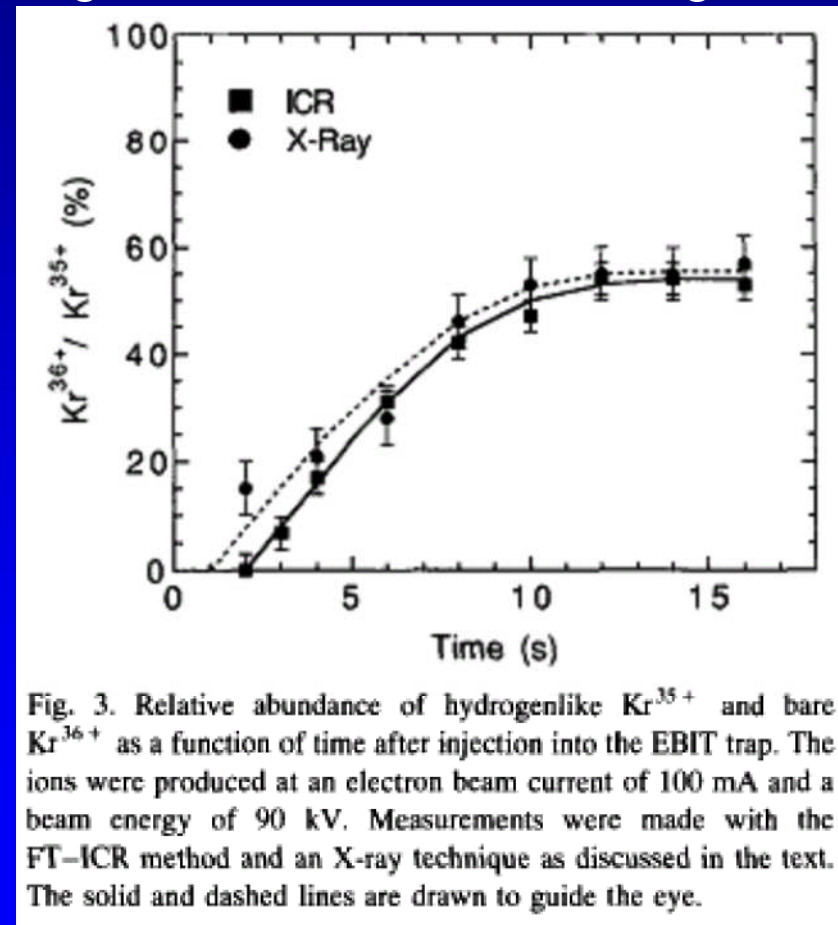 100
80
60
40
20
0
ICR
X-Ray
Kr³⁶⁺/ Kr³⁵⁺ (%)
0 5 10 15
Time (s)
Fig. 3. Relative abundance of hydrogenlike Kr³⁵⁺ and bare
Kr³⁶⁺ as a function of time after injection into the EBIT trap. The
ions were produced at an electron beam current of 100 mA and a
beam energy of 90 kV. Measurements were made with the
FT–ICR method and an X-ray technique as discussed in the text.
The solid and dashed lines are drawn to guide the eye.